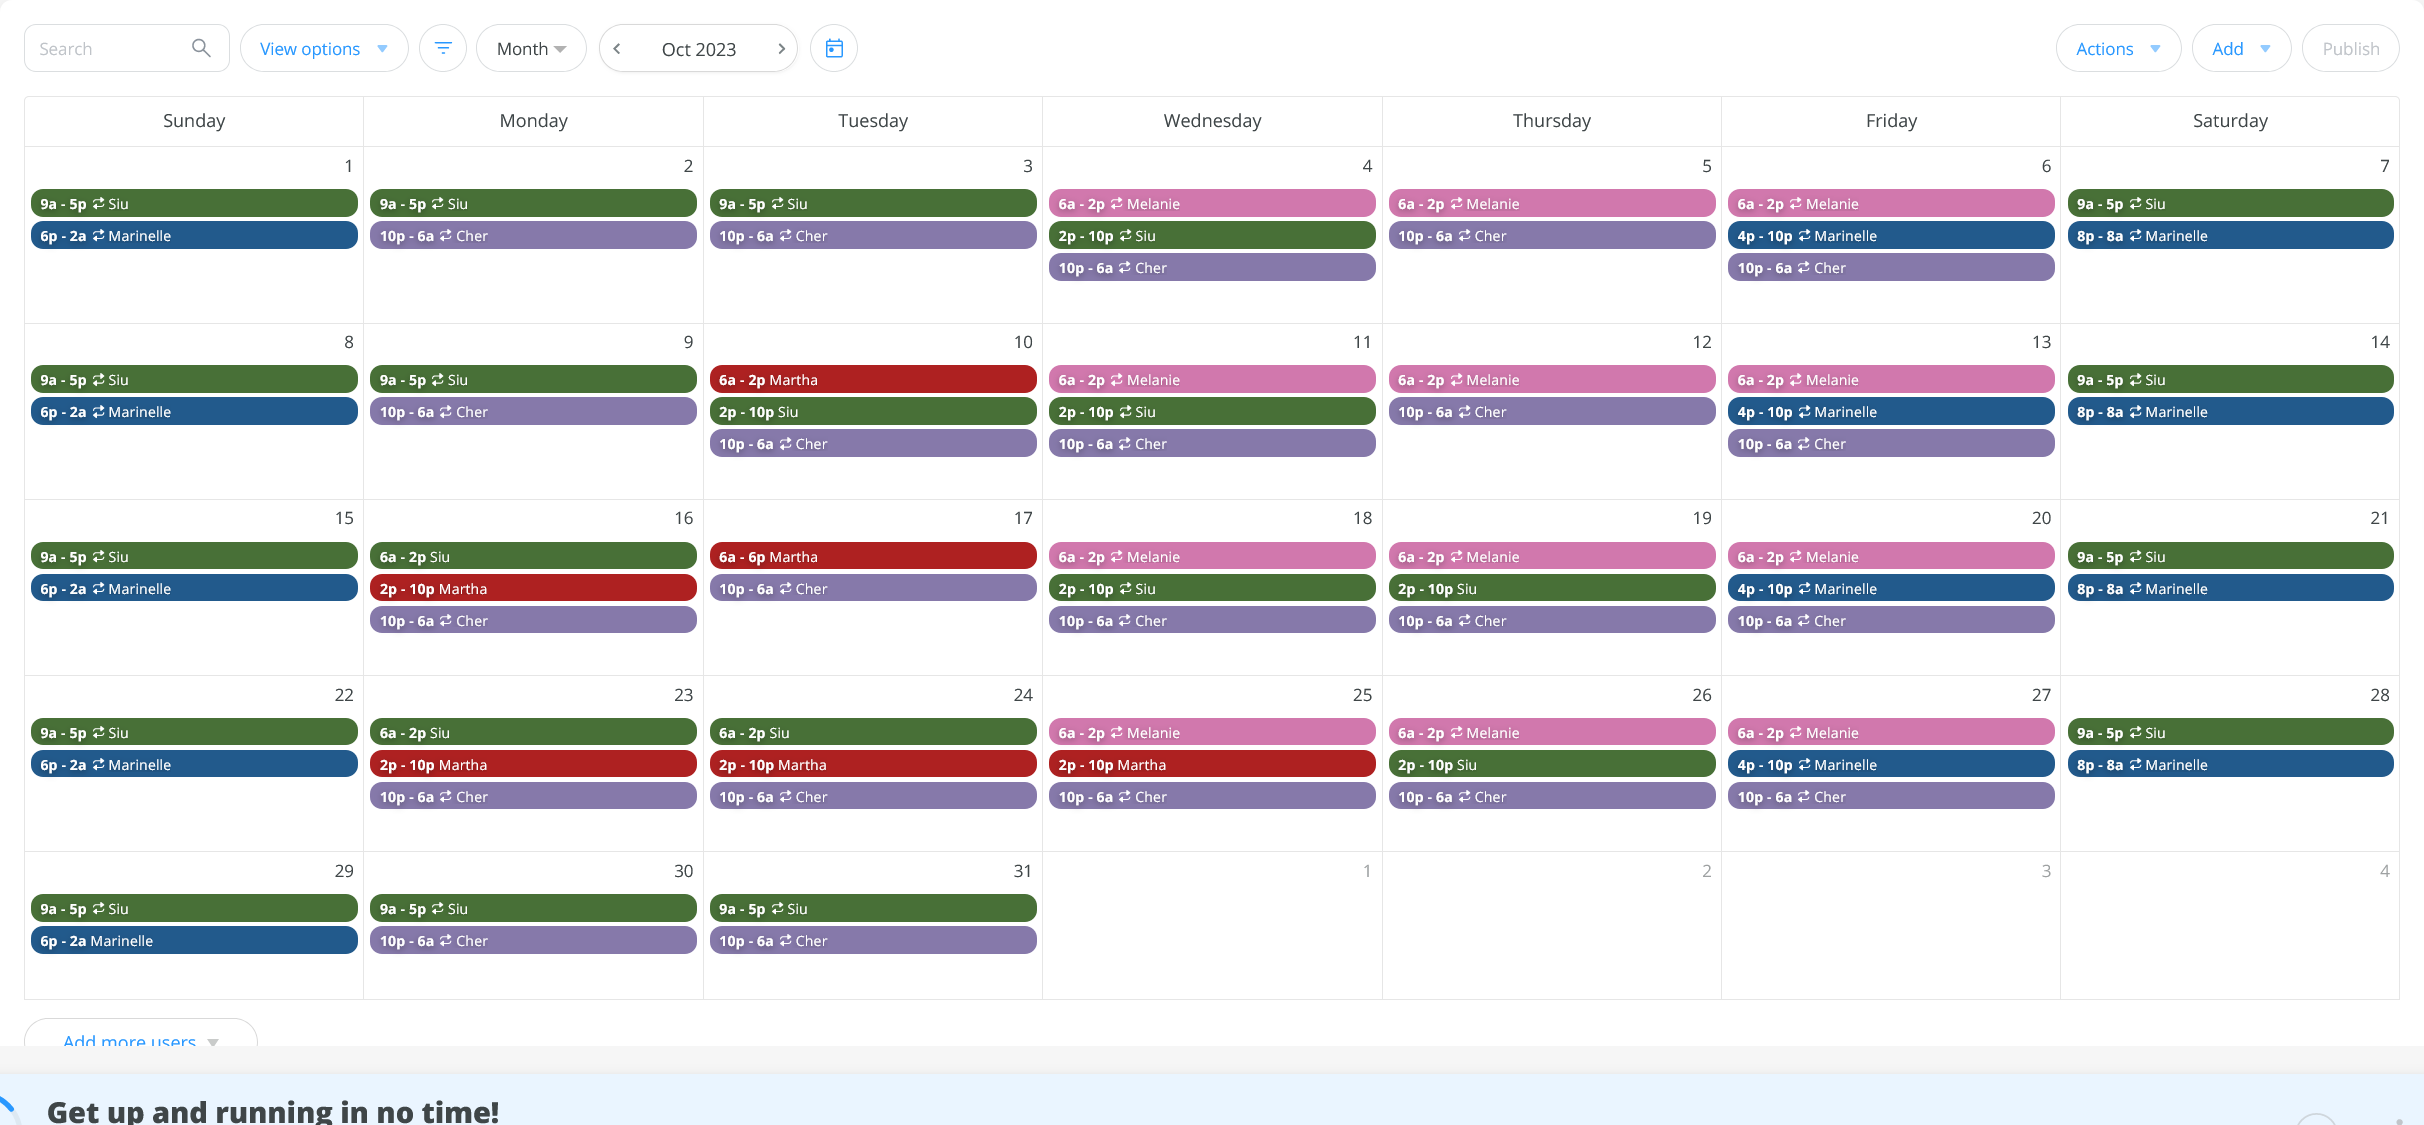 Search View options Month Oct 2023 Actions Add Publish
Sunday Monday Tuesday Wednesday Thursday Friday Saturday
1 2 3 4 5 6 7
9a - 5p Siu 9a - 5p Siu 9a - 5p Siu 6a - 2p Melanie 6a - 2p Melanie 6a - 2p Melanie 9a - 5p Siu
6p - 2a Marinelle 10p - 6a Cher 10p - 6a Cher 2p - 10p Siu 10p - 6a Cher 4p - 10p Marinelle 8p - 8a Marinelle
10p - 6a Cher 10p - 6a Cher
8 9 10 11 12 13 14
9a - 5p Siu 9a - 5p Siu 6a - 2p Martha 6a - 2p Melanie 6a - 2p Melanie 6a - 2p Melanie 9a - 5p Siu
6p - 2a Marinelle 10p - 6a Cher 2p - 10p Siu 2p - 10p Siu 10p - 6a Cher 4p - 10p Marinelle 8p - 8a Marinelle
10p - 6a Cher 10p - 6a Cher 10p - 6a Cher
15 16 17 18 19 20 21
9a - 5p Siu 6a - 2p Siu 6a - 6p Martha 6a - 2p Melanie 6a - 2p Melanie 6a - 2p Melanie 9a - 5p Siu
6p - 2a Marinelle 2p - 10p Martha 10p - 6a Cher 2p - 10p Siu 2p - 10p Siu 4p - 10p Marinelle 8p - 8a Marinelle
10p - 6a Cher 10p - 6a Cher 10p - 6a Cher 10p - 6a Cher
22 23 24 25 26 27 28
9a - 5p Siu 6a - 2p Siu 6a - 2p Siu 6a - 2p Melanie 6a - 2p Melanie 6a - 2p Melanie 9a - 5p Siu
6p - 2a Marinelle 2p - 10p Martha 2p - 10p Martha 2p - 10p Martha 2p - 10p Siu 4p - 10p Marinelle 8p - 8a Marinelle
10p - 6a Cher 10p - 6a Cher 10p - 6a Cher 10p - 6a Cher 10p - 6a Cher
29 30 31 1 2 3 4
9a - 5p Siu 9a - 5p Siu 9a - 5p Siu
6p - 2a Marinelle 10p - 6a Cher 10p - 6a Cher
Add more users
Get up and running in no time!